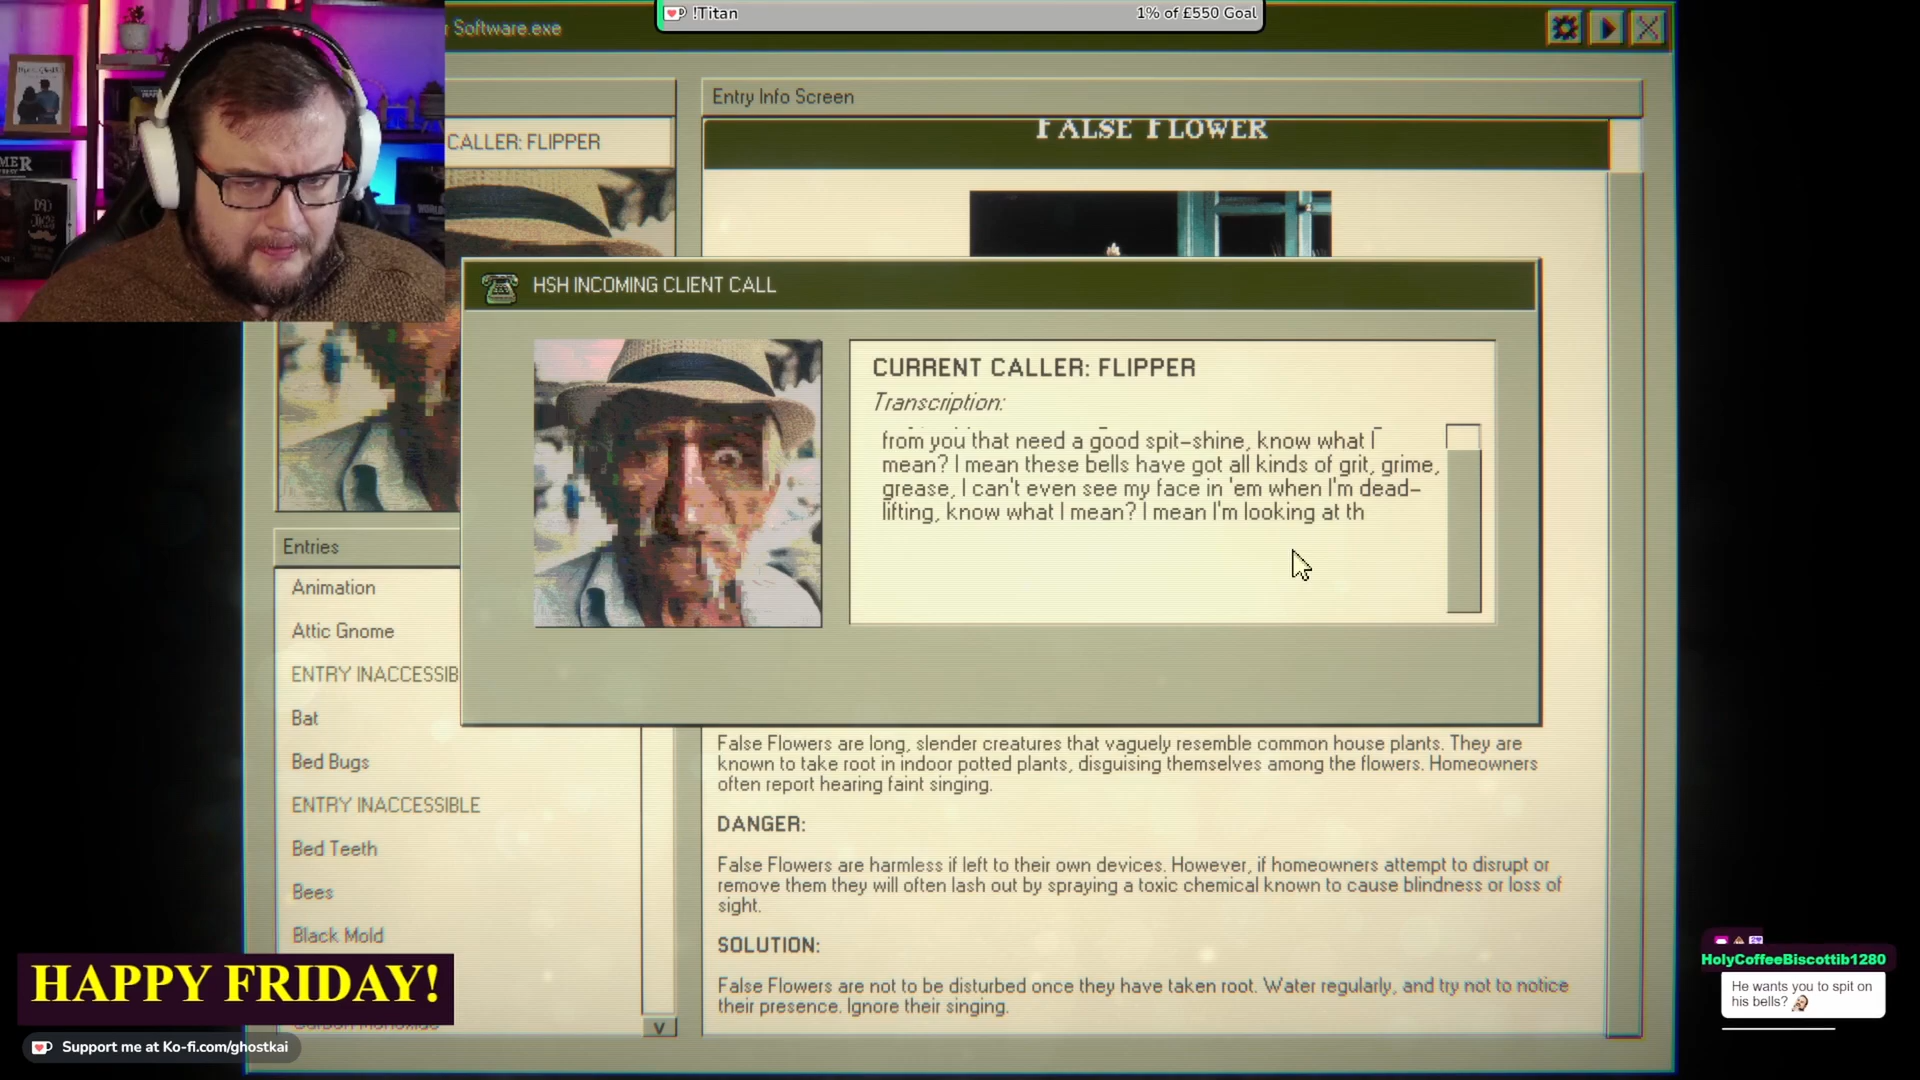 !Titan
1% of £550 Goal
r Software.exe
Entry Info Screen
CALLER: FLIPPER
FALSE FLOWER
HSH INCOMING CLIENT CALL
CURRENT CALLER: FLIPPER
Transcription:
from you that need a good spit-shine, know what I
mean? I mean these bells have got all kinds of grit, grime,
grease, I can't even see my face in 'em when I'm dead-
lifting, know what I mean? I mean I'm looking at th
Entries
Animation
Attic Gnome
ENTRY INACCESSIB
Bat
Bed Bugs
ENTRY INACCESSIBLE
Bed Teeth
Bees
Black Mold
Carbon Monoxide
False Flowers are long, slender creatures that vaguely resemble common house plants. They are
known to take root in indoor potted plants, disguising themselves among the flowers. Homeowners
often report hearing faint singing.
DANGER:
False Flowers are harmless if left to their own devices. However, if homeowners attempt to disrupt or
remove them they will often lash out by spraying a toxic chemical known to cause blindness or loss of
sight.
SOLUTION:
False Flowers are not to be disturbed once they have taken root. Water regularly, and try not to notice
their presence. Ignore their singing.
V
HAPPY FRIDAY!
Support me at Ko-fi.com/ghostkai
HolyCoffeeBiscottib1280
He wants you to spit on
his bells?